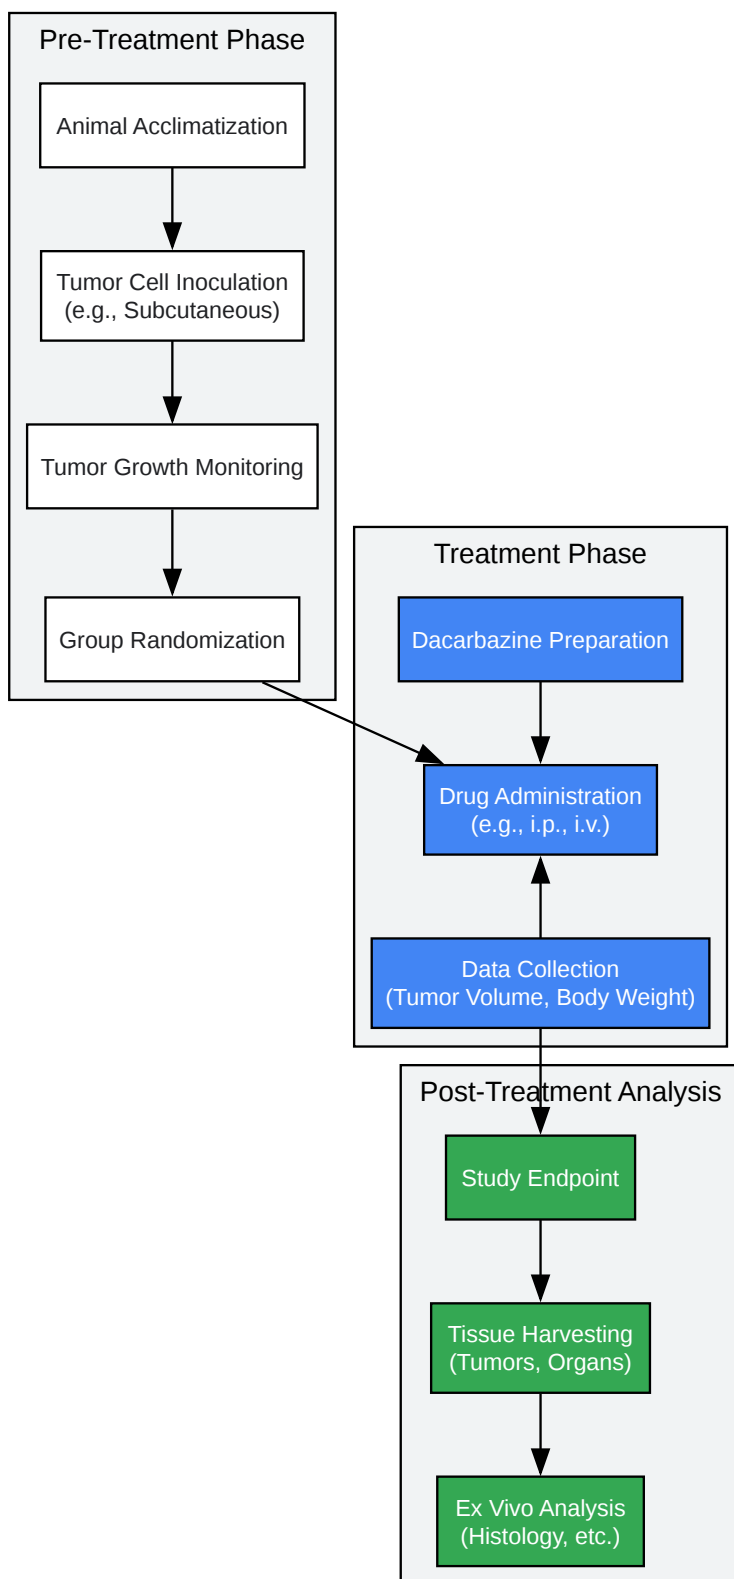 Pre-Treatment Phase
Animal Acclimatization
Tumor Cell Inoculation
(e.g., Subcutaneous)
Tumor Growth Monitoring
Group Randomization
Treatment Phase
Dacarbazine Preparation
Drug Administration
(e.g., i.p., i.v.)
Data Collection
(Tumor Volume, Body Weight)
Post-Treatment Analysis
Study Endpoint
Tissue Harvesting
(Tumors, Organs)
Ex Vivo Analysis
(Histology, etc.)